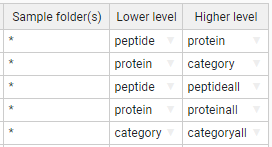 Sample folder(s) Lower level Higher level
* peptide protein
* protein category
* peptide peptideall
* protein proteinall
* category categoryall